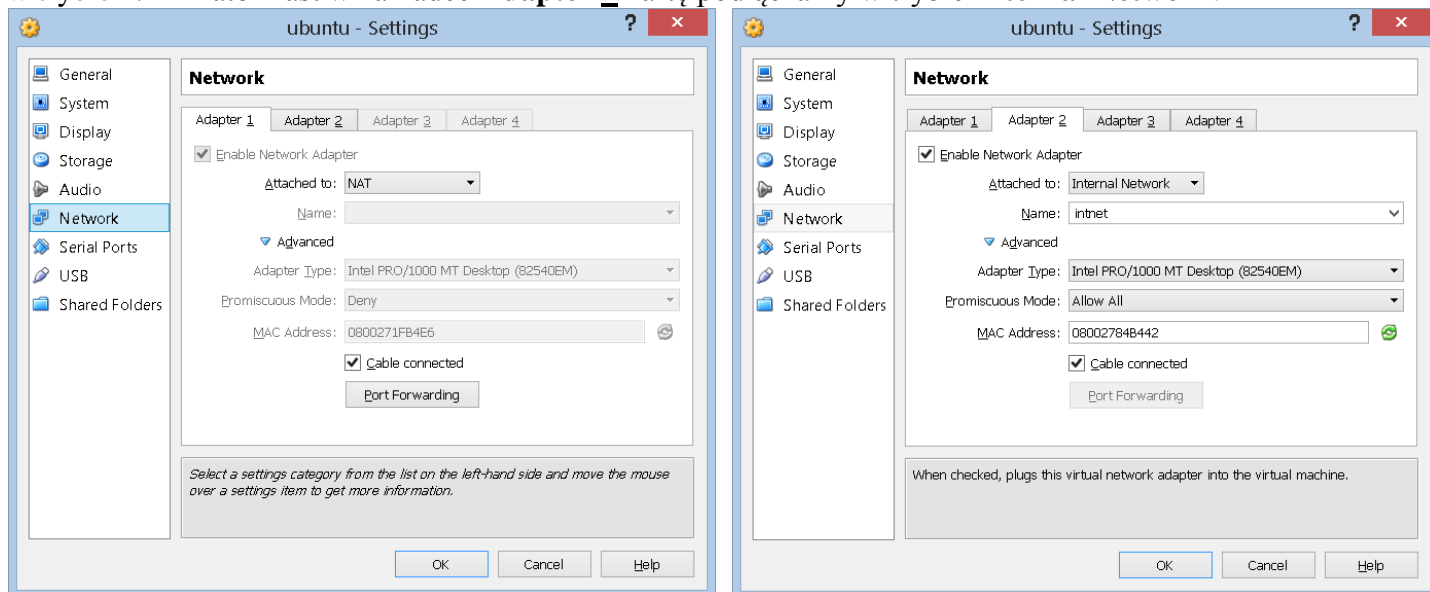 ubuntu - Settings ? ×
General
System
Display
Storage
Audio
Network
Serial Ports
USB
Shared Folders
Network
Adapter 1 Adapter 2 Adapter 3 Adapter 4
Enable Network Adapter
Attached to: NAT
Name:
Advanced
Adapter Type: Intel PRO/1000 MT Desktop (82540EM)
Promiscuous Mode: Deny
MAC Address: 0800271FB4E6
Cable connected
Port Forwarding
Select a settings category from the list on the left-hand side and move the mouse
over a settings item to get more information.
OK Cancel Help
ubuntu - Settings ? ×
General
System
Display
Storage
Audio
Network
Serial Ports
USB
Shared Folders
Network
Adapter 1 Adapter 2 Adapter 3 Adapter 4
Enable Network Adapter
Attached to: Internal Network
Name: intnet
Advanced
Adapter Type: Intel PRO/1000 MT Desktop (82540EM)
Promiscuous Mode: Allow All
MAC Address: 08002784B442
Cable connected
Port Forwarding
When checked, plugs this virtual network adapter into the virtual machine.
OK Cancel Help